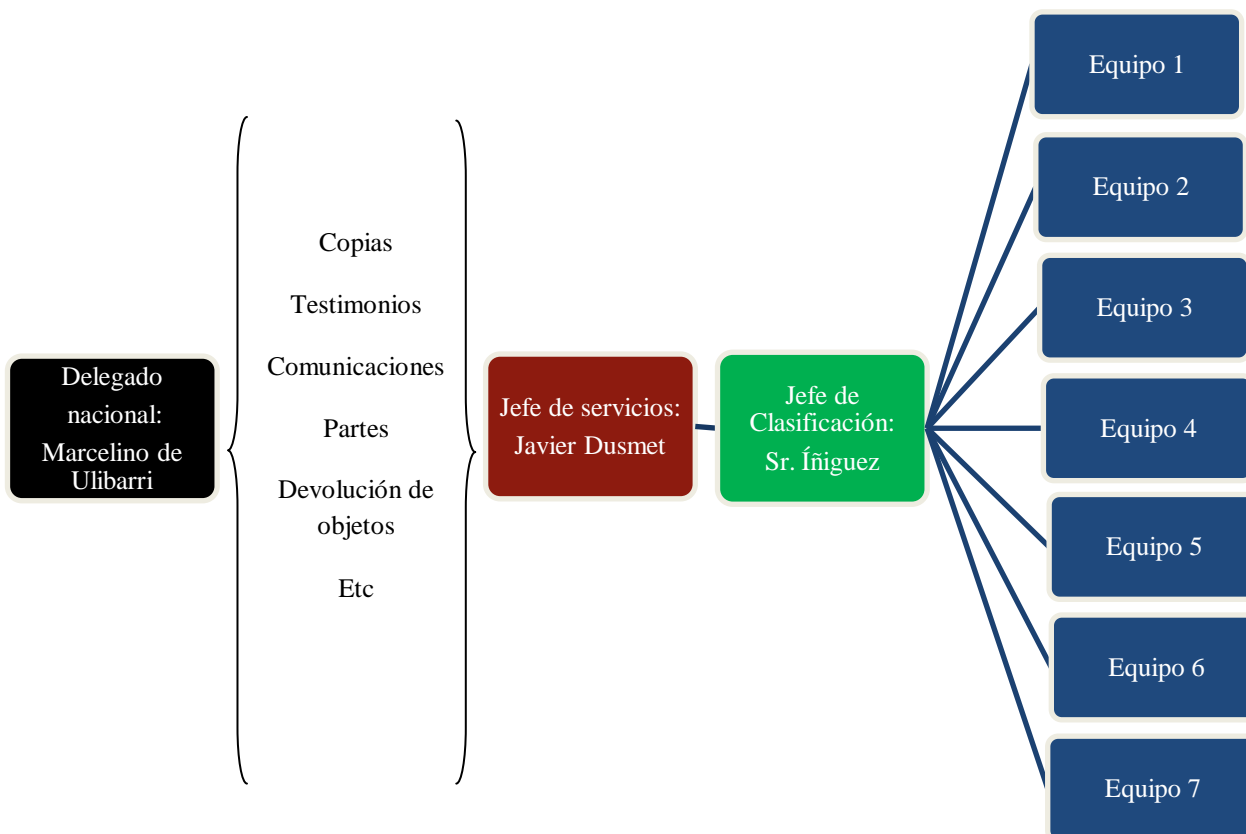 Delegado
nacional:
Marcelino de
Ulibarri
Copias
Testimonios
Comunicaciones
Partes
Devolución de
objetos
Etc
Jefe de servicios:
Javier Dusmet
Jefe de
Clasificación:
Sr. Íñiguez
Equipo 1
Equipo 2
Equipo 3
Equipo 4
Equipo 5
Equipo 6
Equipo 7